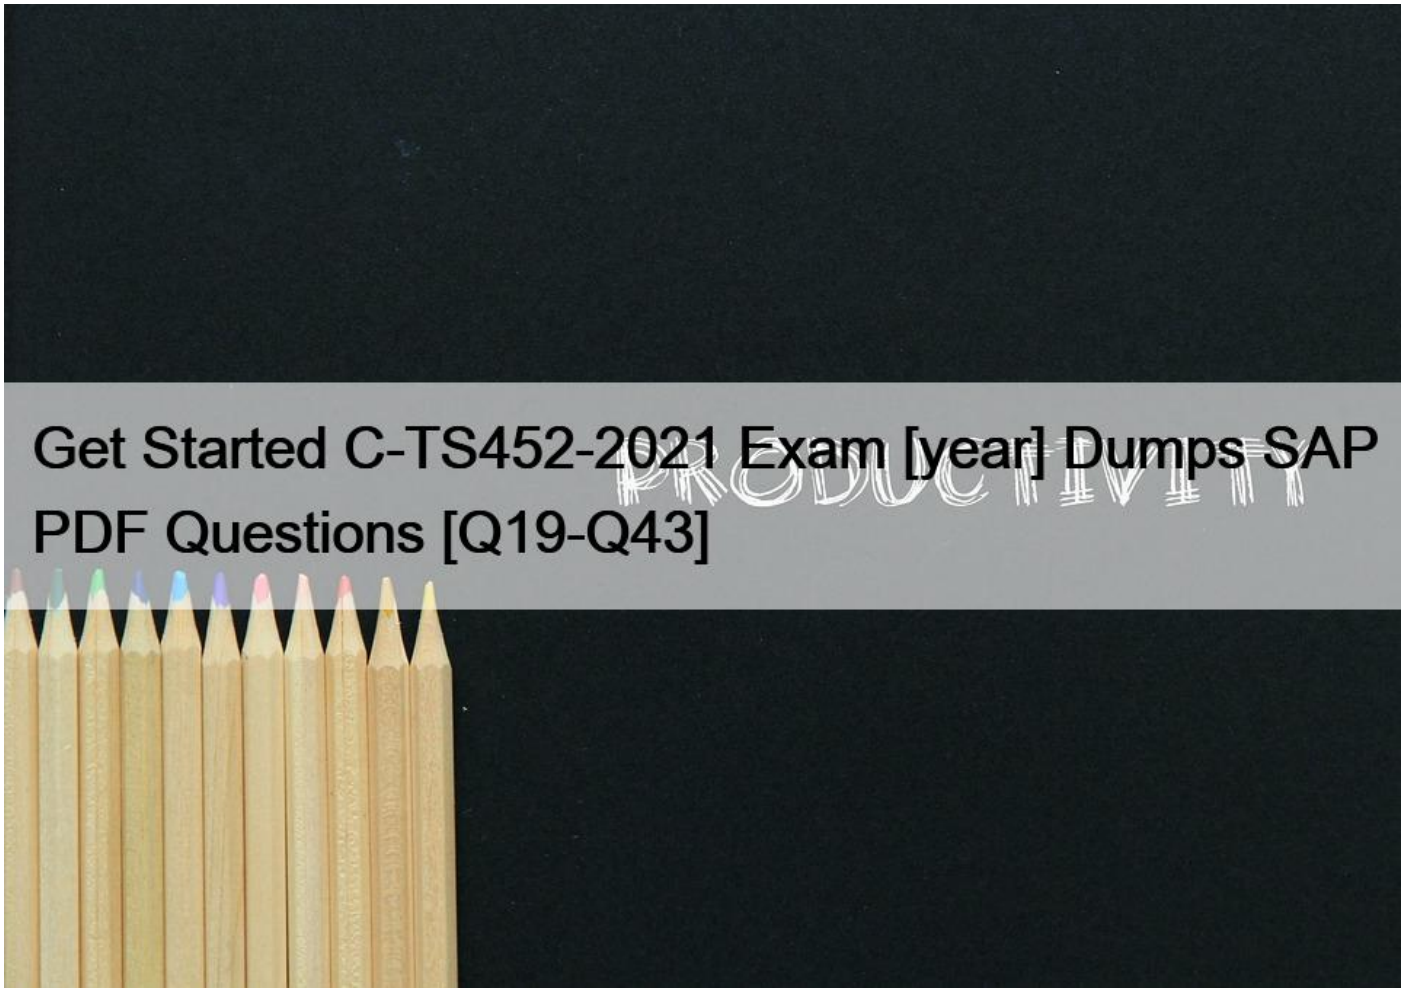 Get Started C-TS452-2021 Exam [year] Dumps SAP
PRODUCTIVITY
PDF Questions [Q19-Q43]